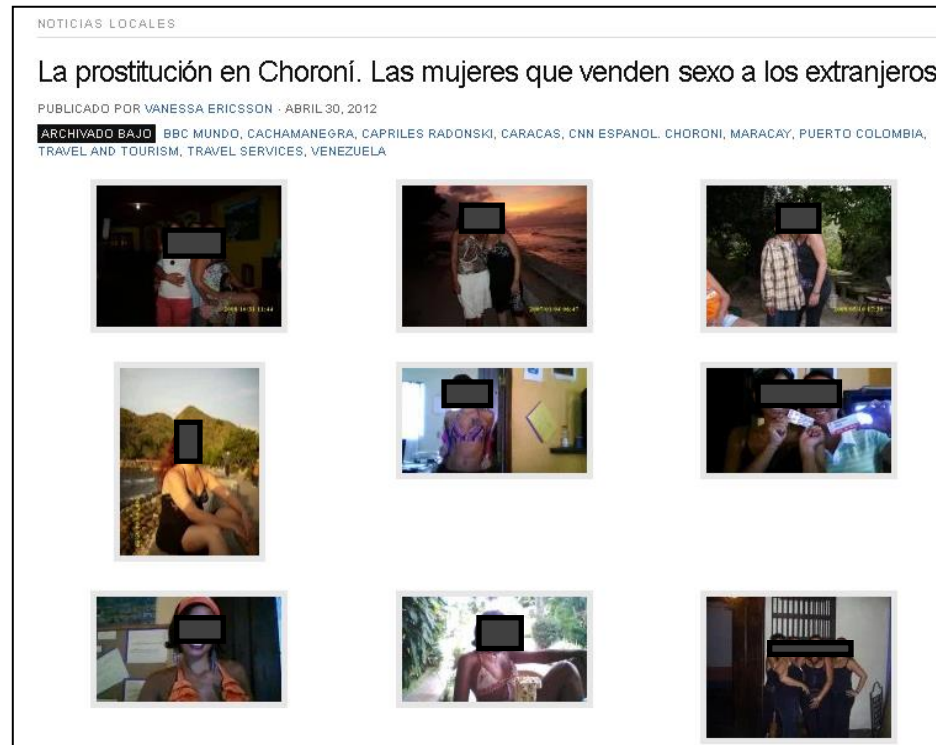 NOTICIAS LOCALES
La prostitución en Choroní. Las mujeres que venden sexo a los extranjeros
PUBLICADO POR VANESSA ERICSSON · ABRIL 30, 2012
ARCHIVADO BAJO BBC MUNDO, CACHAMANEGRA, CAPRILES RADONSKI, CARACAS, CNN ESPANOL. CHORONI, MARACAY, PUERTO COLOMBIA,
TRAVEL AND TOURISM, TRAVEL SERVICES, VENEZUELA